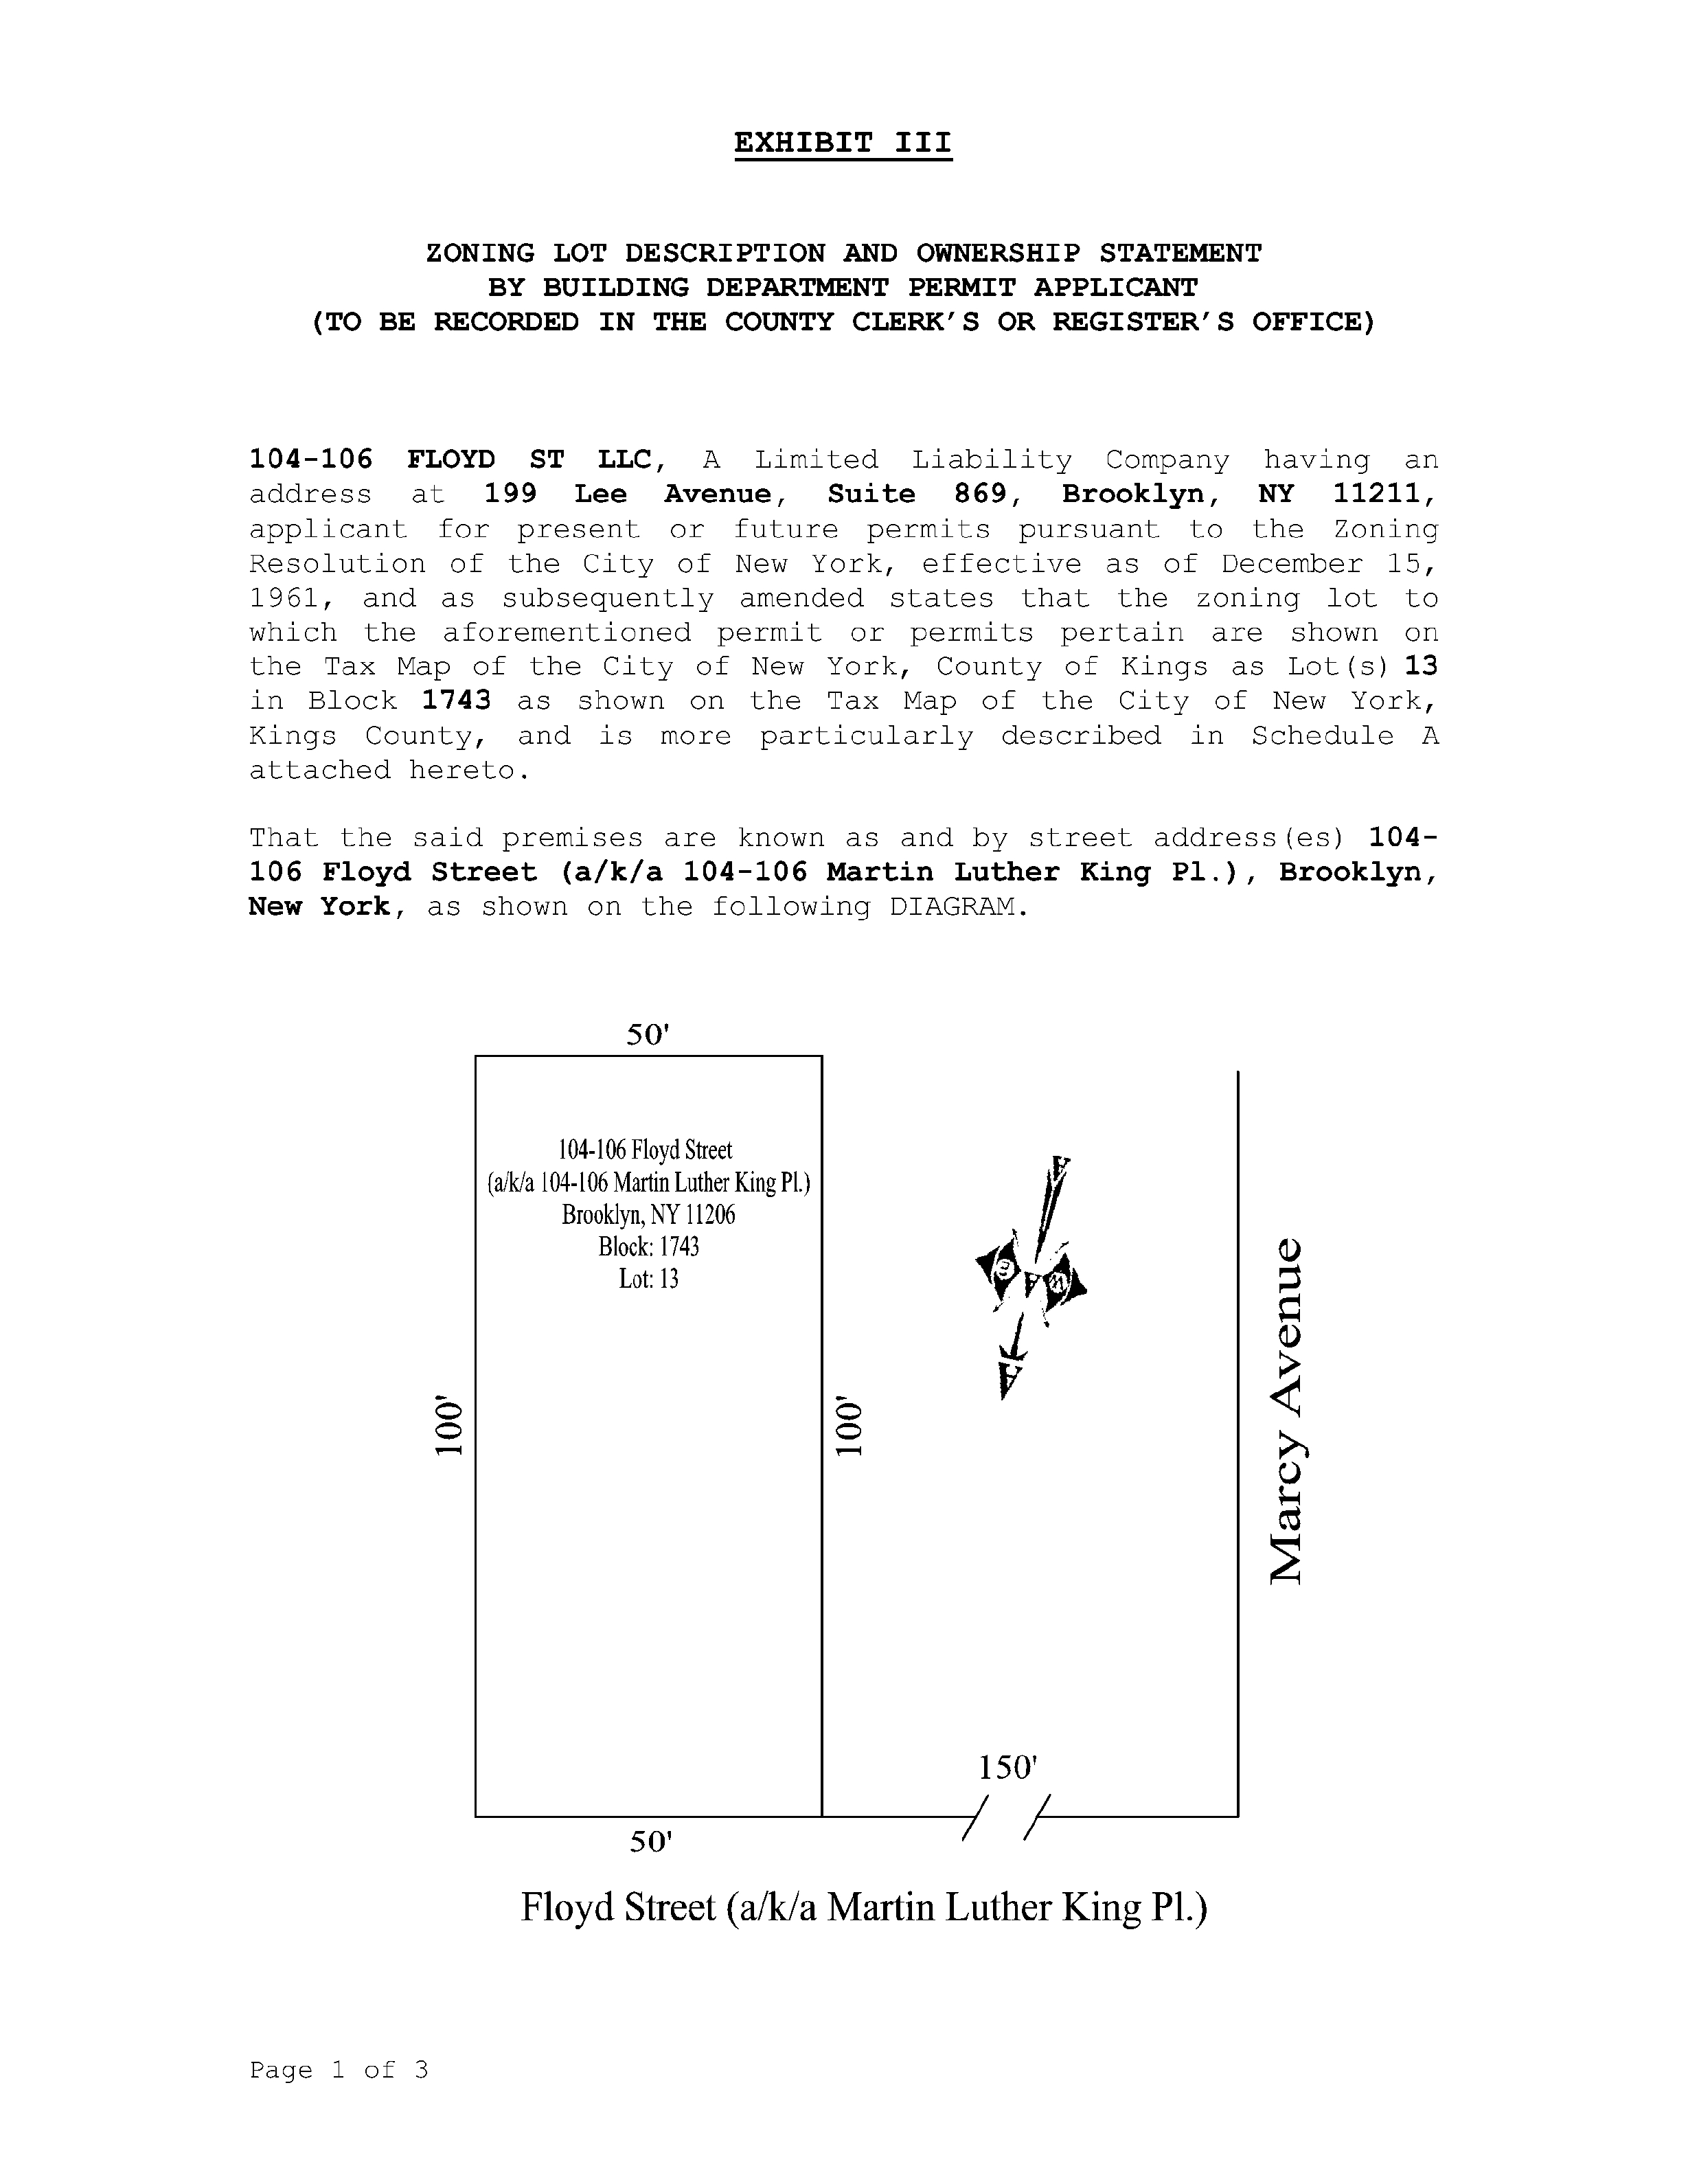 EXHIBIT III
ZONING LOT DESCRIPTION AND OWNERSHIP STATEMENT
BY BUILDING DEPARTMENT PERMIT APPLICANT
(TO BE RECORDED IN THE COUNTY CLERK'S OR REGISTER'S OFFICE)
104-106 FLOYD ST LLC, A Limited Liability Company having an
address at 199 Lee Avenue, Suite 869, Brooklyn, NY 11211,
applicant for present or future permits pursuant to the Zoning
Resolution of the City of New York, effective as of December 15,
1961, and as subsequently amended states that the zoning lot to
which the aforementioned permit or permits pertain are shown on
the Tax Map of the City of New York, County of Kings as Lot(s) 13
in Block 1743 as shown on the Tax Map of the City of New York,
Kings County, and is more particularly described in Schedule A
attached hereto.
That the said premises are known as and by street address(es) 104-
106 Floyd Street (a/k/a 104-106 Martin Luther King Pl.), Brooklyn,
New York, as shown on the following DIAGRAM.
50'
104-106 Floyd Street
(a/k/a 104-106 Martin Luther King Pl.)
Brooklyn, NY 11206
Block: 1743
Lot: 13
100'
100'
Marcy Avenue
150'
50'
Floyd Street (a/k/a Martin Luther King Pl.)
Page 1 of 3